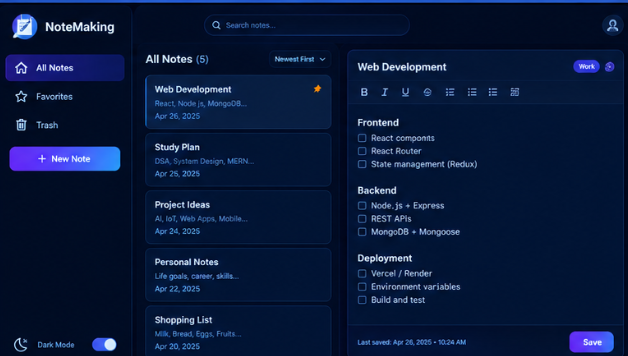 NoteMaking
Search notes...
All Notes
Favorites
Trash
+ New Note
Dark Mode
All Notes (5)
Newest First
Web Development
React, Node js, MongoDB...
Apr 26, 2025
Study Plan
DSA, System Design, MERN...
Apr 25, 2025
Project Ideas
AI, IoT, Web Apps, Mobile...
Apr 24, 2025
Personal Notes
Life goals, career, skills...
Apr 22, 2025
Shopping List
Milk, Bread, Eggs, Fruits...
Apr 20, 2025
Web Development
Work
B I U
Frontend
React componts
React Router
State management (Redux)
Backend
Node.js + Express
REST APIs
MongoDB + Mongoose
Deployment
Vercel / Render
Environment variables
Build and test
Last saved: Apr 26, 2025 • 10:24 AM
Save